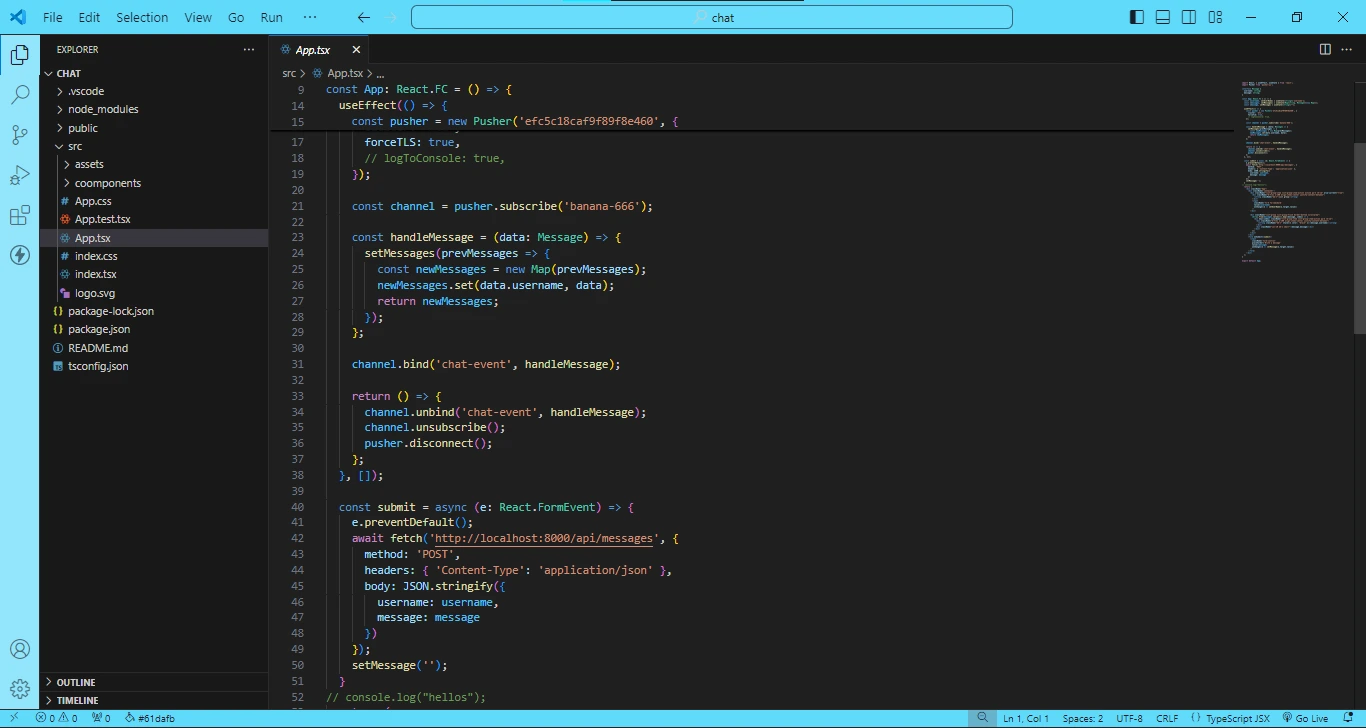 File Edit Selection View Go Run ··· chat
EXPLORER ···
CHAT
.vscode
node_modules
public
src
assets
coomponents
# App.css
App.test.tsx
App.tsx
# index.css
index.tsx
logo.svg
{} package-lock.json
{} package.json
README.md
tsconfig.json
OUTLINE
TIMELINE
App.tsx
src > App.tsx > ...
9 const App: React.FC = () => {
14 useEffect(() => {
15 const pusher = new Pusher('efc5c18caf9f89f8e460', {
17 forceTLS: true,
18 // logToConsole: true,
19 });
20
21 const channel = pusher.subscribe('banana-666');
22
23 const handleMessage = (data: Message) => {
24 setMessages(prevMessages => {
25 const newMessages = new Map(prevMessages);
26 newMessages.set(data.username, data);
27 return newMessages;
28 });
29 };
30
31 channel.bind('chat-event', handleMessage);
32
33 return () => {
34 channel.unbind('chat-event', handleMessage);
35 channel.unsubscribe();
36 pusher.disconnect();
37 };
38 }, []);
39
40 const submit = async (e: React.FormEvent) => {
41 e.preventDefault();
42 await fetch('http://localhost:8000/api/messages', {
43 method: 'POST',
44 headers: { 'Content-Type': 'application/json' },
45 body: JSON.stringify({
46 username: username,
47 message: message
48 })
49 });
50 setMessage('');
51 }
52 // console.log("hellos");
0 0 0 #61dafb Ln 1, Col 1 Spaces: 2 UTF-8 CRLF {} TypeScript JSX Go Live